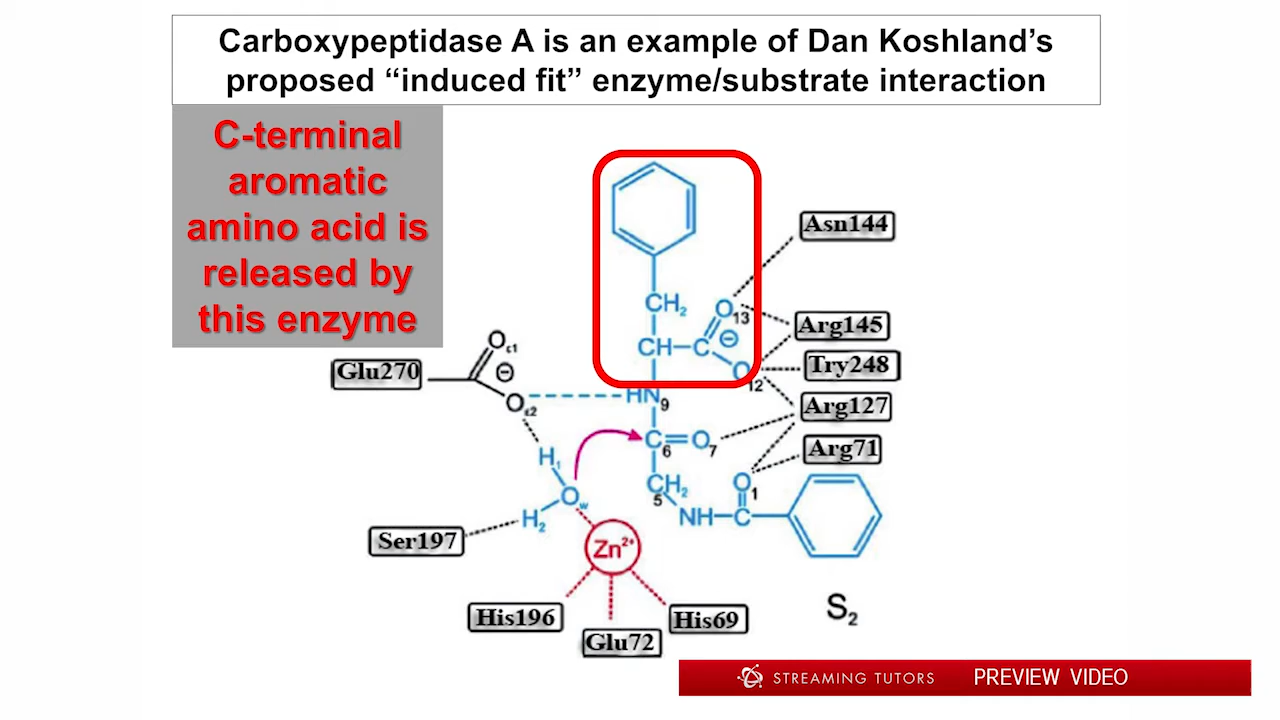 Carboxypeptidase A is an example of Dan Koshland’s
proposed “induced fit” enzyme/substrate interaction
C-terminal
aromatic
amino acid is
released by
this enzyme
Asn144
CH₂
O13
Arg145
CH
C
⊖
Oε1
Glu270
⊖
O12
Try248
Oε2
HN9
Arg127
C6
O7
Arg71
H₁
CH₂
5
O1
Ow
H₂
NH
C
Ser197
Zn²⁺
His196
His69
Glu72
S₂
STREAMING TUTORS PREVIEW VIDEO